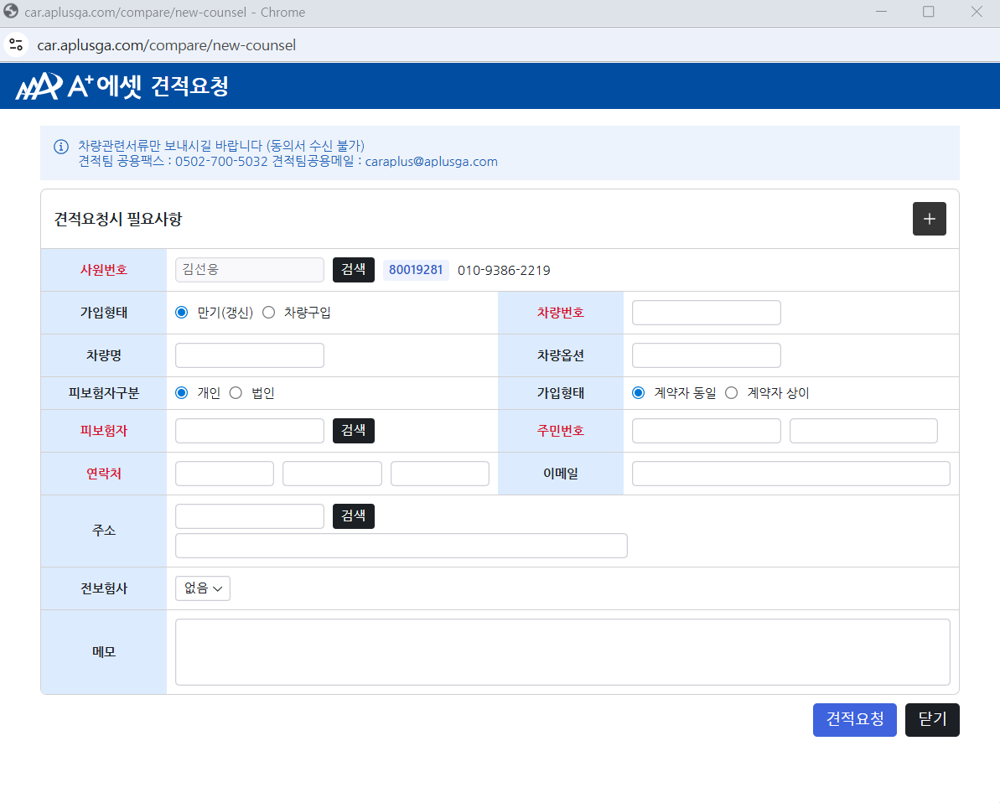 car.aplusga.com/compare/new-counsel - Chrome
car.aplusga.com/compare/new-counsel
A+에셋 견적요청
차량관련서류만 보내시길 바랍니다 (동의서 수신 불가)
견적팀 공용팩스 : 0502-700-5032 견적팀공용메일 : caraplus@aplusga.com
견적요청시 필요사항
사원번호 김선웅 검색 80019281 010-9386-2219
가입형태 만기(갱신) 차량구입 차량번호
차량명 차량옵션
피보험자구분 개인 법인 가입형태 계약자 동일 계약자 상이
피보험자 검색 주민번호
연락처 이메일
주소 검색
전보험사 없음
메모
견적요청 닫기